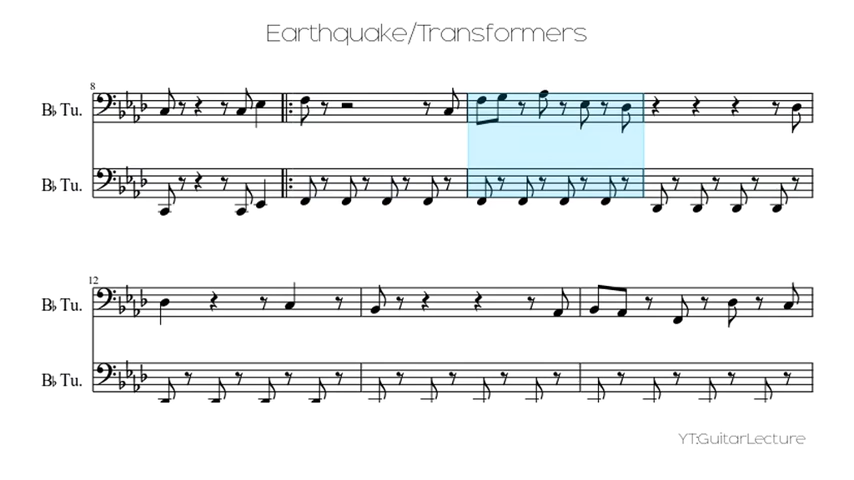 Earthquake/Transformers
8
B♭ Tu.
B♭ Tu.
12
B♭ Tu.
B♭ Tu.
YT:GuitarLecture